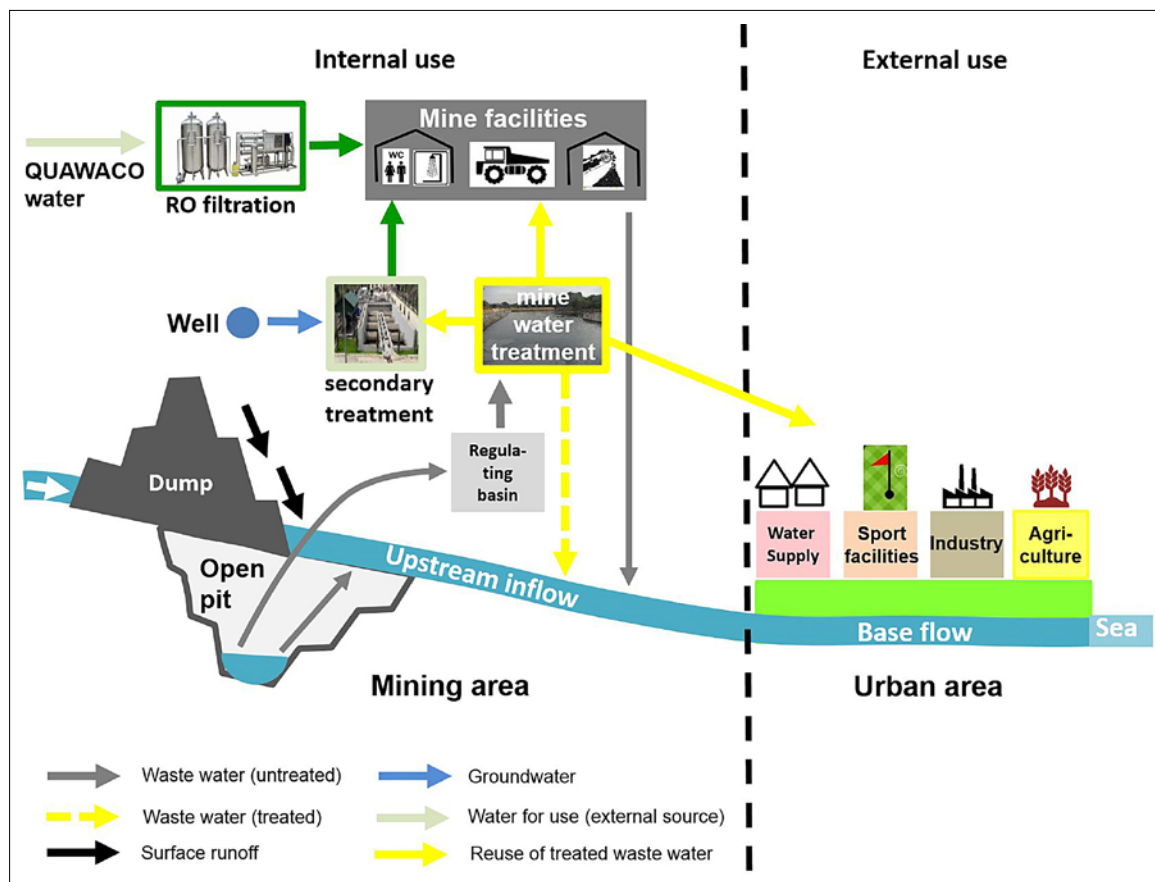 Internal use
External use
Mine facilities
WC
QUAWACO
water
RO filtration
Well
mine
water
treatment
secondary
treatment
Regula-
ting
basin
Dump
Open
pit
Upstream inflow
Water
Supply
Sport
facilities
Industry
Agri-
culture
Base flow
Sea
Mining area
Urban area
Waste water (untreated)
Groundwater
Waste water (treated)
Water for use (external source)
Surface runoff
Reuse of treated waste water